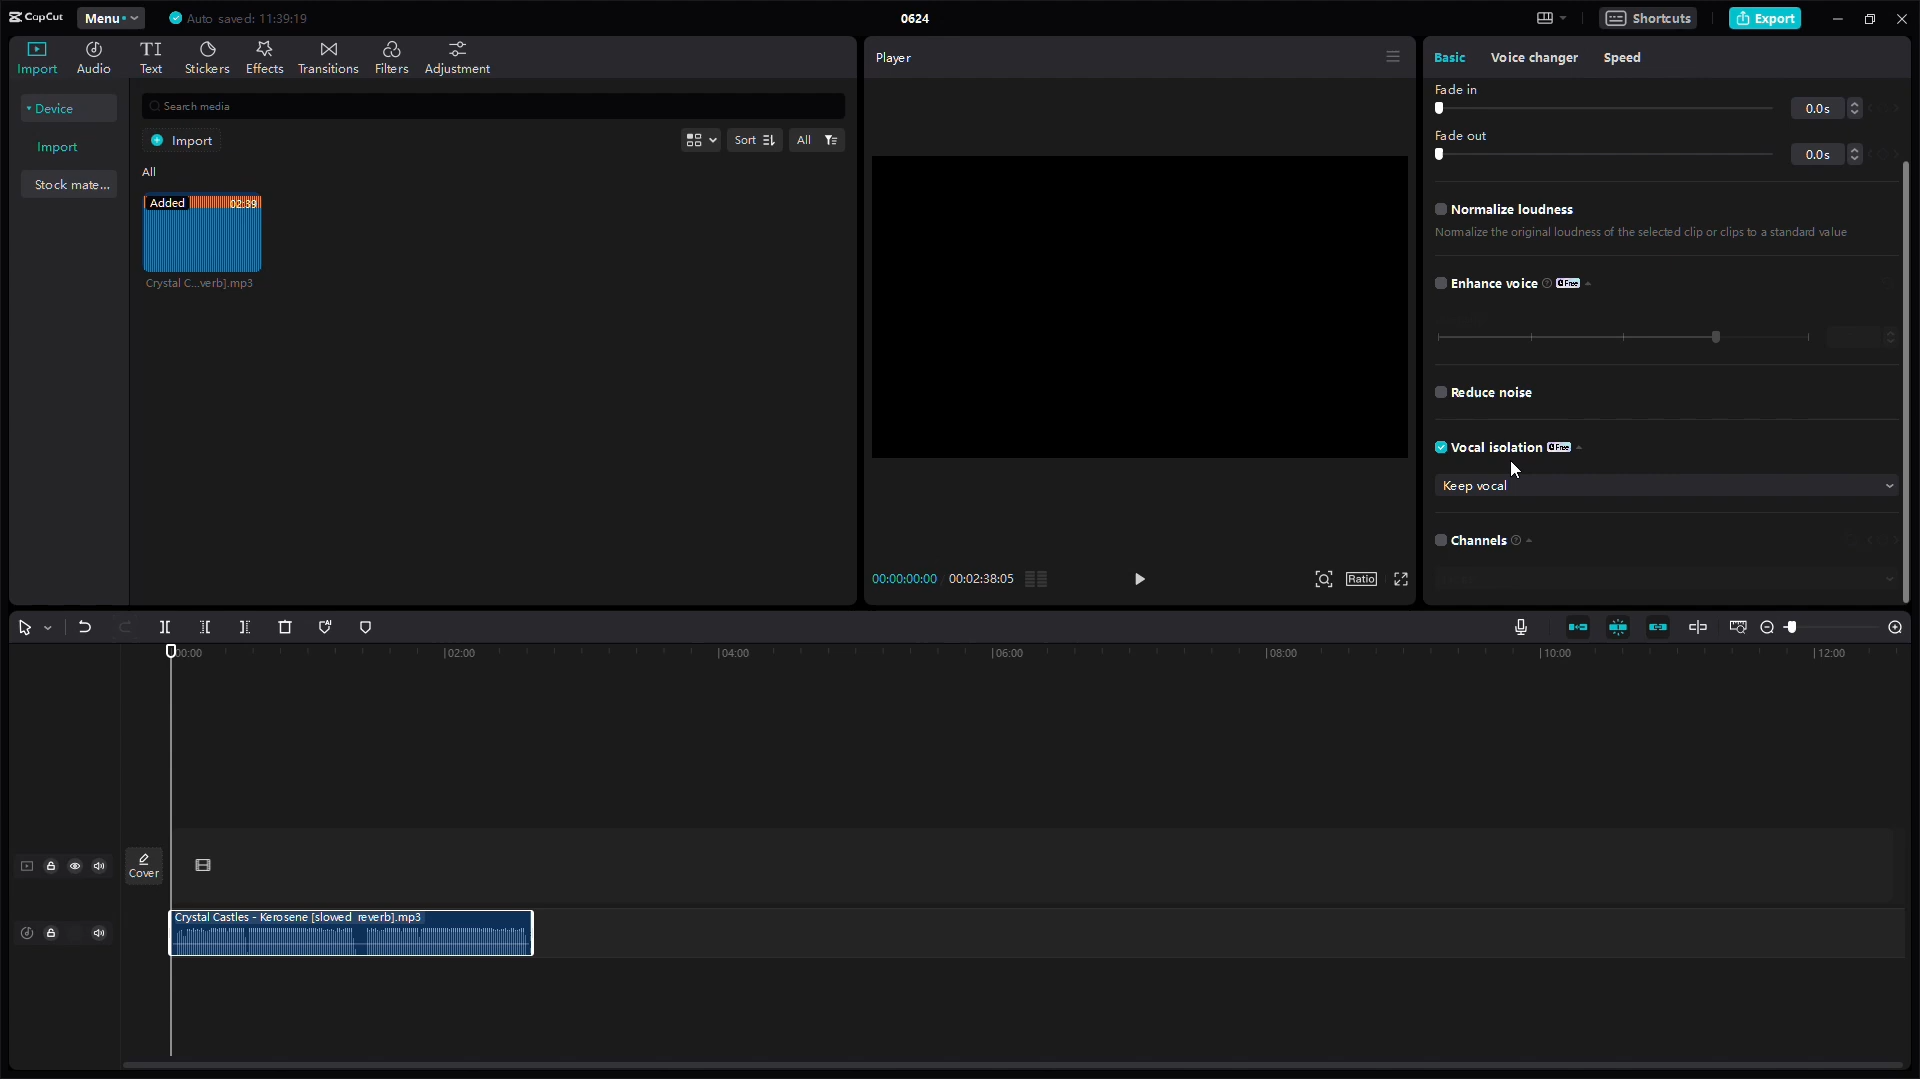 CapCut Menu Auto saved: 11:39:19 0624 Shortcuts Export
Import Audio Text Stickers Effects Transitions Filters Adjustment
Device
Import
Stock mate...
Search media
Import Sort All
All
Added 02:39
Crystal C...verb].mp3
Player
00:00:00:00 00:02:38:05 Ratio
Basic Voice changer Speed
Fade in
0.0s
Fade out
0.0s
Normalize loudness
Normalize the original loudness of the selected clip or clips to a standard value
Enhance voice Free
Reduce noise
Vocal isolation Free
Keep vocal
Channels
00:00 02:00 04:00 06:00 08:00 10:00 12:00
Cover
Crystal Castles - Kerosene [slowed reverb].mp3